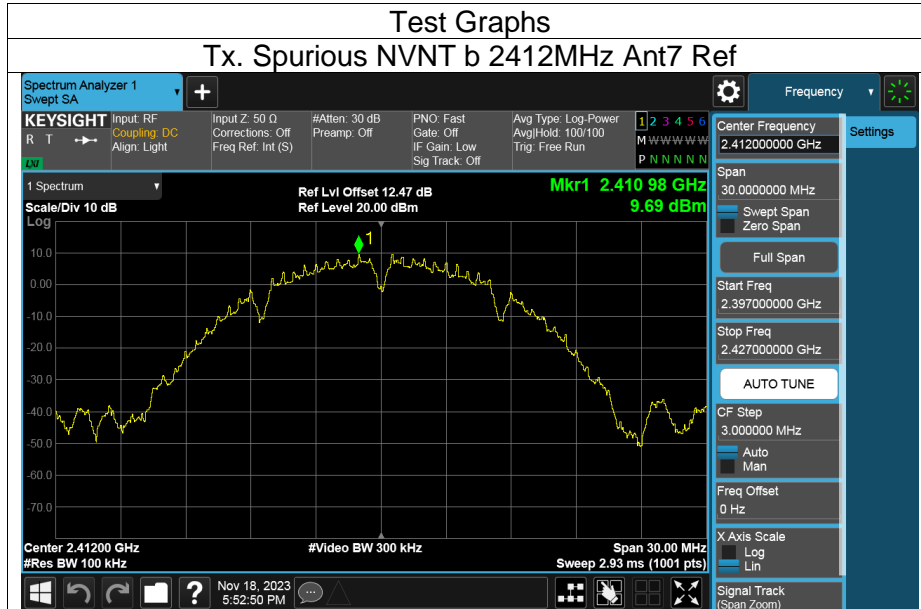 Test Graphs
Tx. Spurious NVNT b 2412MHz Ant7 Ref
Spectrum Analyzer 1
Swept SA
+
Frequency
KEYSIGHT
R T
LXI
Input: RF
Coupling: DC
Align: Light
Input Z: 50 Ω
Corrections: Off
Freq Ref: Int (S)
#Atten: 30 dB
Preamp: Off
PNO: Fast
Gate: Off
IF Gain: Low
Sig Track: Off
Avg Type: Log-Power
Avg|Hold: 100/100
Trig: Free Run
1 2 3 4 5 6
M W W W W W
P N N N N N
1 Spectrum
Scale/Div 10 dB
Log
Ref Lvl Offset 12.47 dB
Ref Level 20.00 dBm
Mkr1 2.410 98 GHz
9.69 dBm
1
10.0
0.00
-10.0
-20.0
-30.0
-40.0
-50.0
-60.0
-70.0
Center 2.41200 GHz
#Res BW 100 kHz
#Video BW 300 kHz
Span 30.00 MHz
Sweep 2.93 ms (1001 pts)
Center Frequency
2.412000000 GHz
Span
30.0000000 MHz
Swept Span
Zero Span
Full Span
Start Freq
2.397000000 GHz
Stop Freq
2.427000000 GHz
AUTO TUNE
CF Step
3.000000 MHz
Auto
Man
Freq Offset
0 Hz
X Axis Scale
Log
Lin
Signal Track
(Span Zoom)
Settings
?
Nov 18, 2023
5:52:50 PM